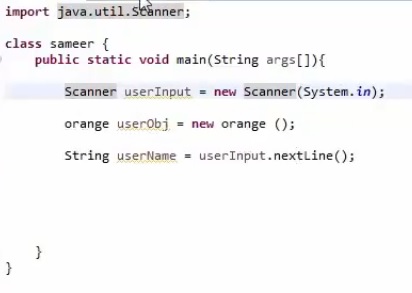 import java.util.Scanner;
class sameer {
public static void main(String args[]){
Scanner userInput = new Scanner(System.in);
orange userObj = new orange ();
String userName = userInput.nextLine();
}
}